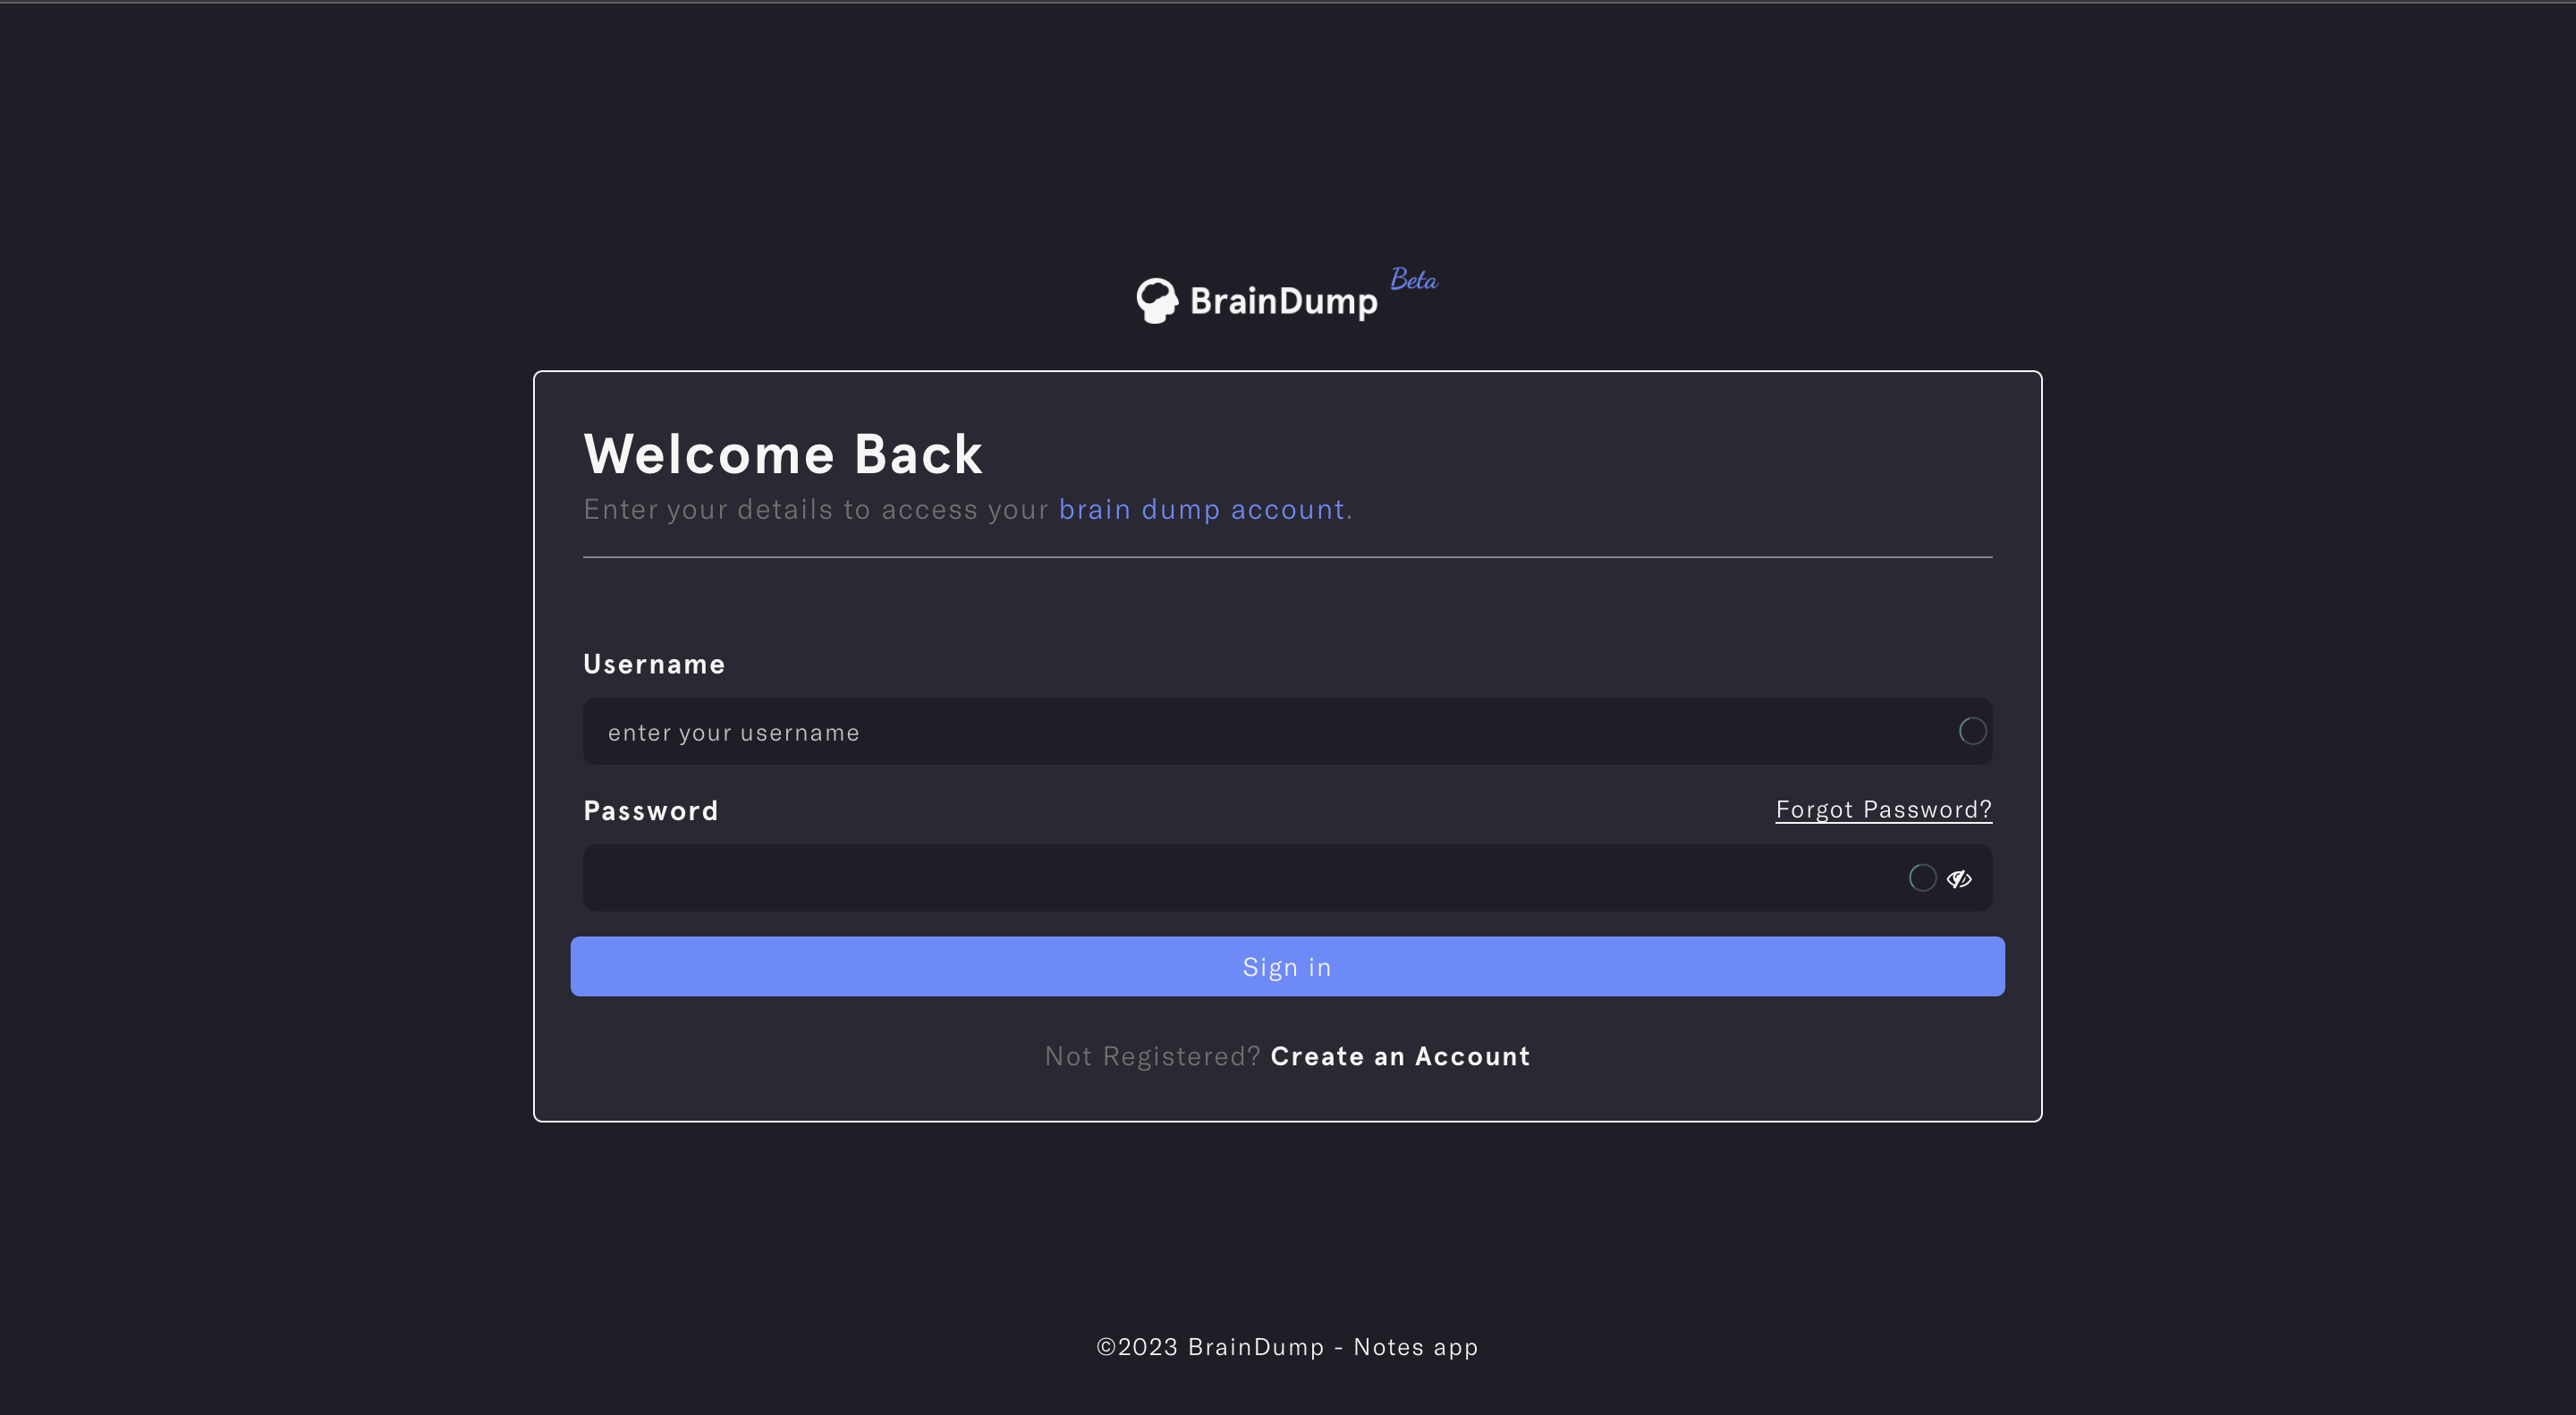 BrainDump Beta
Welcome Back
Enter your details to access your brain dump account.
Username
enter your username
Password Forgot Password?
Sign in
Not Registered? Create an Account
©2023 BrainDump - Notes app